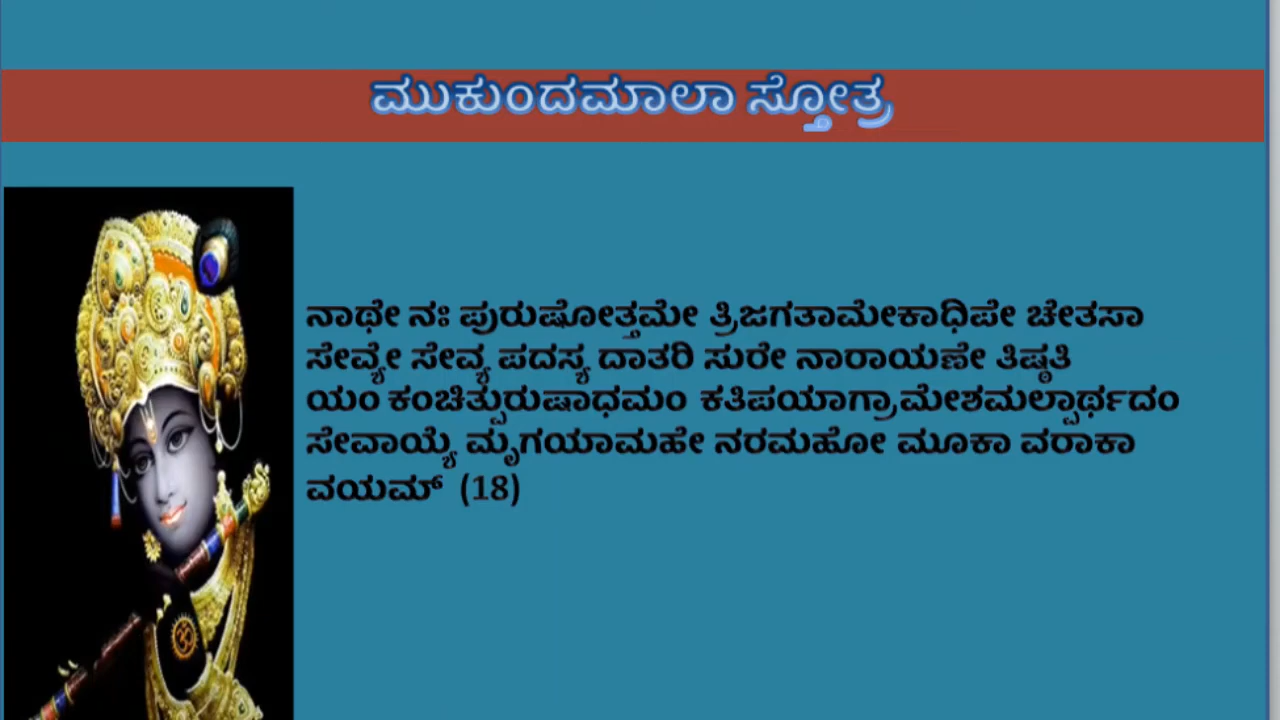 ಮುಕುಂದಮಾಲಾ ಸ್ತೋತ್ರ
ನಾಥೇ ನಃ ಪುರುಷೋತ್ತಮೇ ತ್ರಿಜಗತಾಮೇಕಾಧಿಪೇ ಚೇತಸಾ
ಸೇವ್ಯೇ ಸೇವ್ಯ ಪದಸ್ಯ ದಾತರಿ ಸುರೇ ನಾರಾಯಣೇ ತಿಷ್ಠತಿ
ಯಂ ಕಂಚಿತ್ಪುರುಷಾಧಮಂ ಕತಿಪಯಾಗ್ರಾಮೇಶಮಲ್ಪಾರ್ಥದಂ
ಸೇವಾಯ್ಯೆ ಮೃಗಯಾಮಹೇ ನರಮಹೋ ಮೂಕಾ ವರಾಕಾ
ವಯಮ್ (18)
ॐ